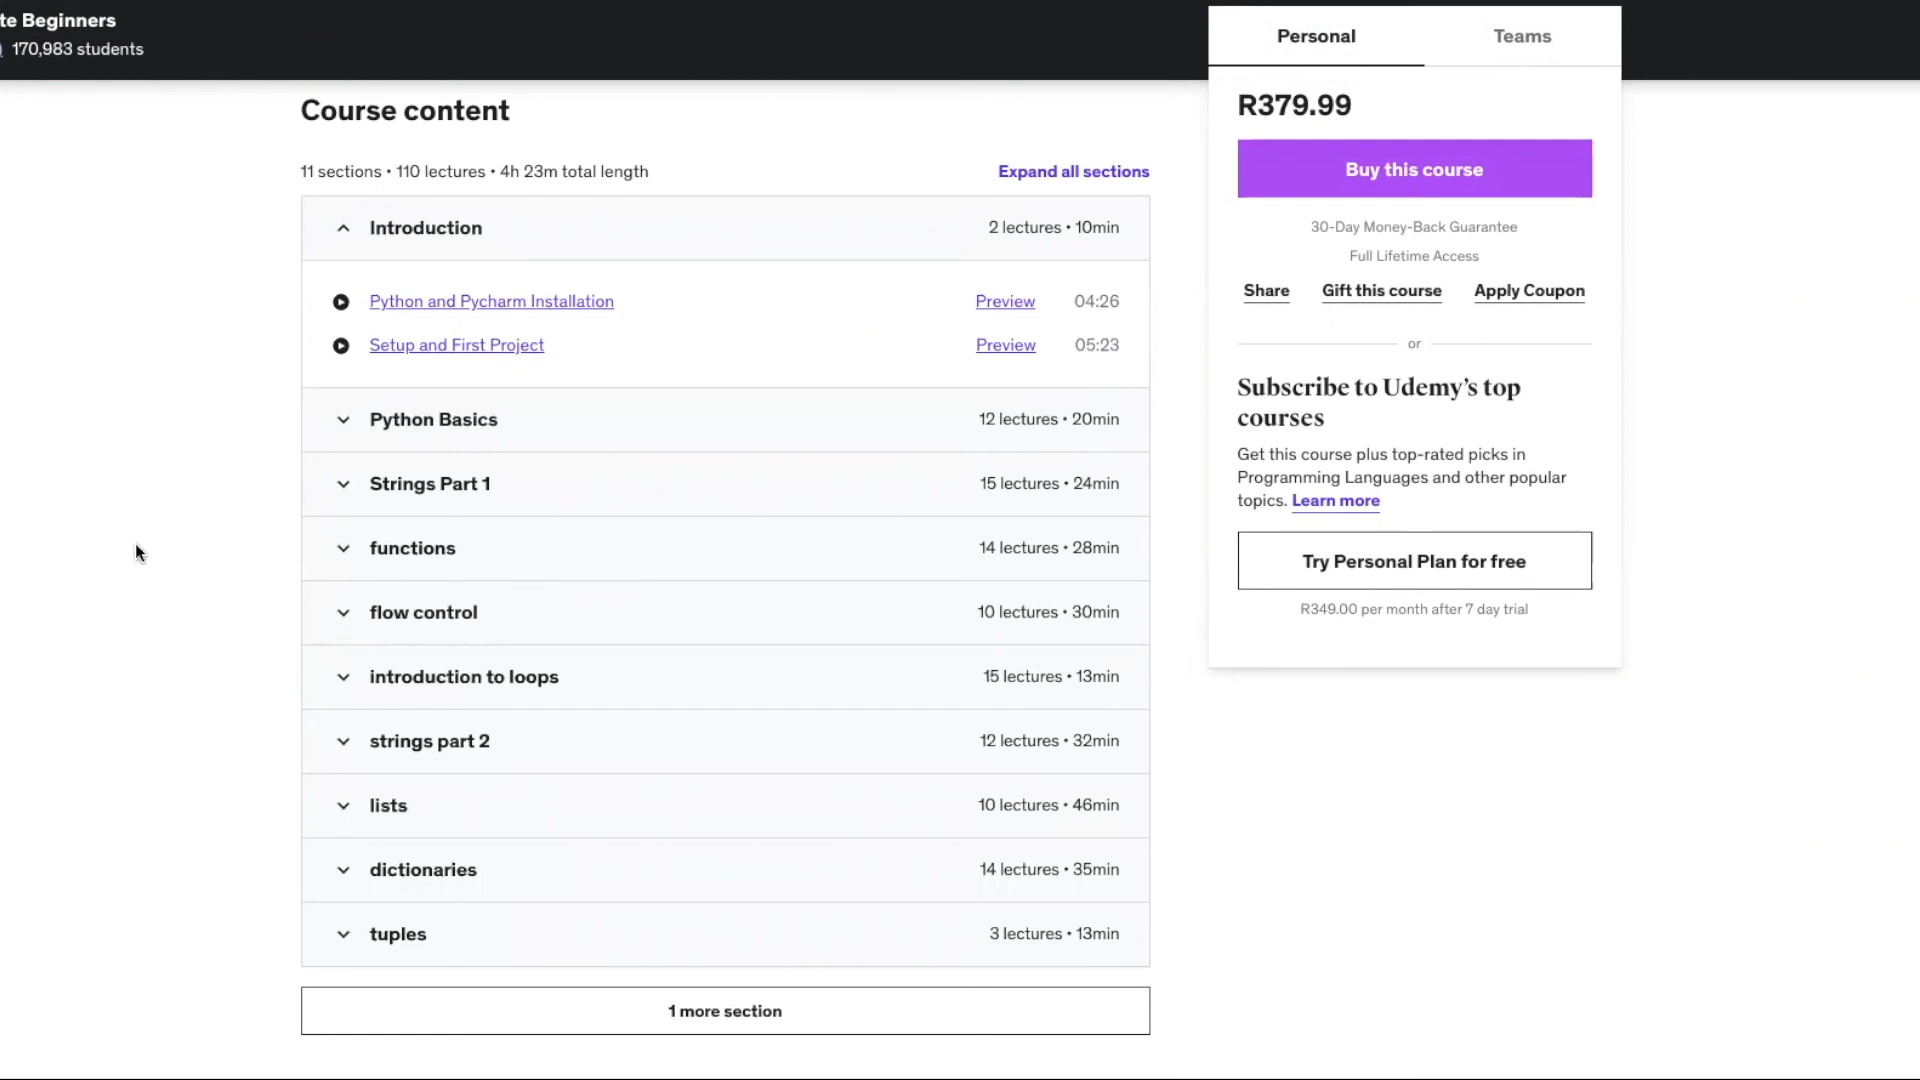 te Beginners
170,983 students
Personal
Teams
Course content
11 sections • 110 lectures • 4h 23m total length
Expand all sections
Introduction
2 lectures • 10min
Python and Pycharm Installation
Preview
04:26
Setup and First Project
Preview
05:23
Python Basics
12 lectures • 20min
Strings Part 1
15 lectures • 24min
functions
14 lectures • 28min
flow control
10 lectures • 30min
introduction to loops
15 lectures • 13min
strings part 2
12 lectures • 32min
lists
10 lectures • 46min
dictionaries
14 lectures • 35min
tuples
3 lectures • 13min
1 more section
R379.99
Buy this course
30-Day Money-Back Guarantee
Full Lifetime Access
Share
Gift this course
Apply Coupon
or
Subscribe to Udemy’s top
courses
Get this course plus top-rated picks in
Programming Languages and other popular
topics. Learn more
Try Personal Plan for free
R349.00 per month after 7 day trial